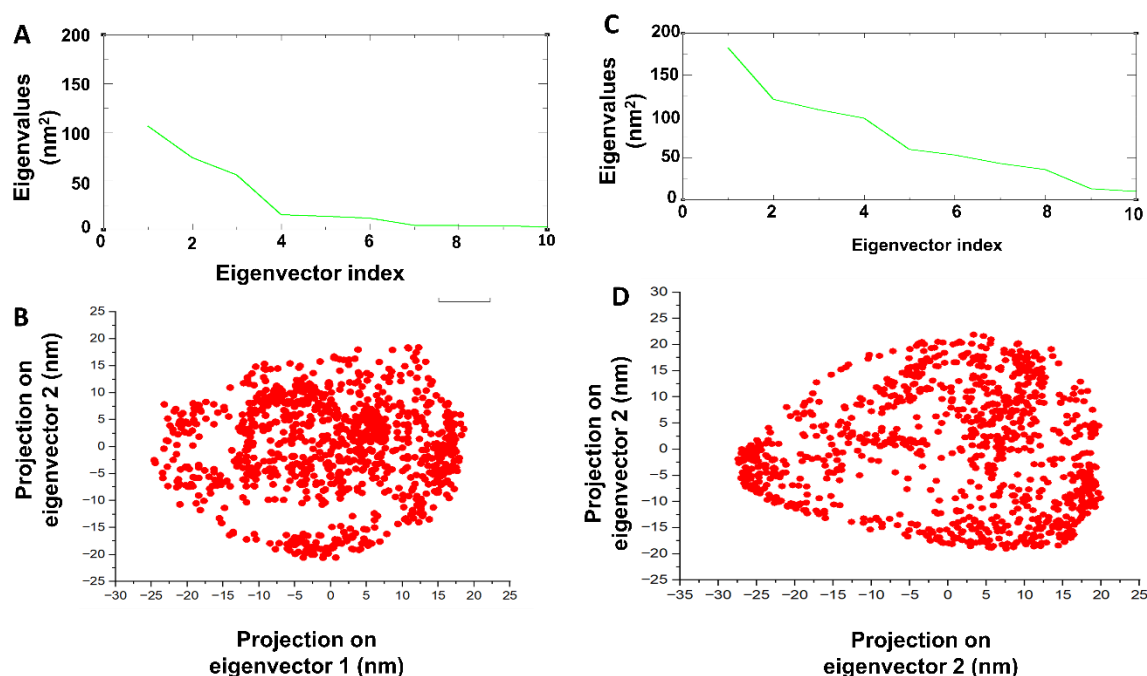 A
200
150
100
50
0
Eigenvalues
(nm²)
0 2 4 6 8 10
Eigenvector index
C
200
150
100
50
0
Eigenvalues
(nm²)
0 2 4 6 8 10
Eigenvector index
B
25
20
15
10
5
0
−5
−10
−15
−20
−25
Projection on
eigenvector 2 (nm)
−30 −25 −20 −15 −10 −5 0 5 10 15 20 25
Projection on
eigenvector 1 (nm)
D
30
25
20
15
10
5
0
−5
−10
−15
−20
−25
Projection on
eigenvector 2 (nm)
−35 −30 −25 −20 −15 −10 −5 0 5 10 15 20 25
Projection on
eigenvector 2 (nm)